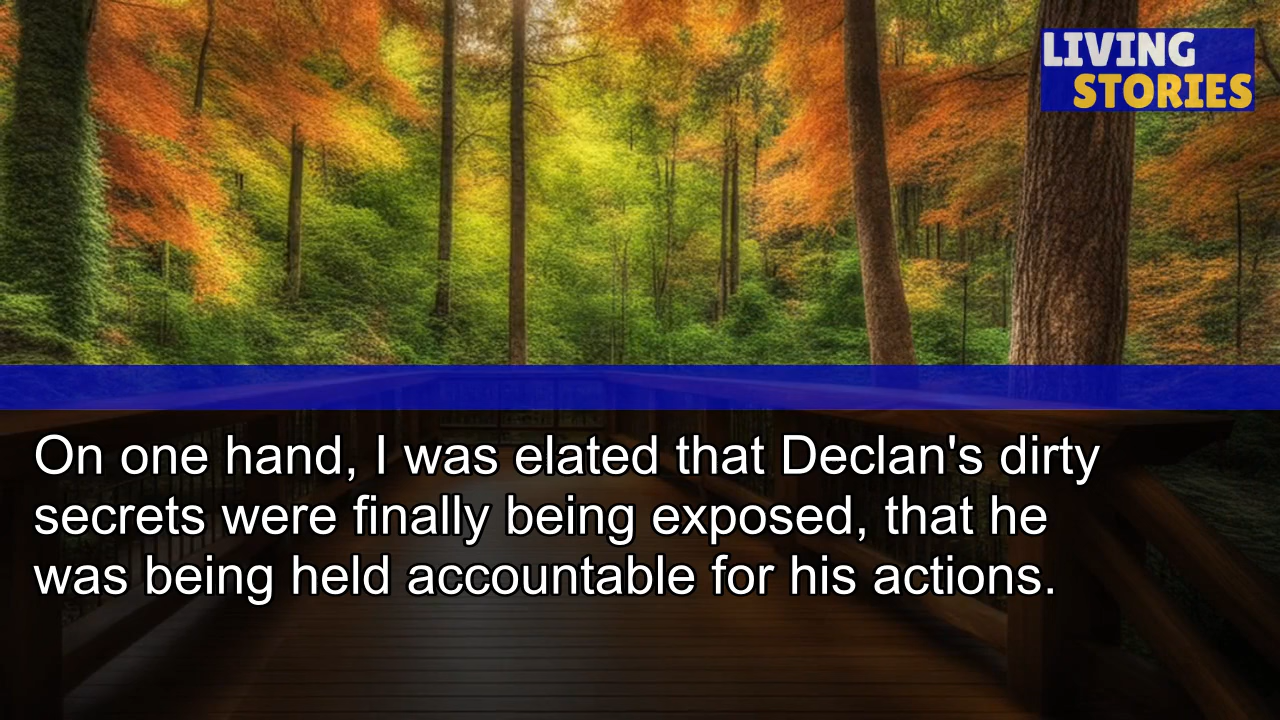 LIVING
STORIES
On one hand, I was elated that Declan's dirty
secrets were finally being exposed, that he
was being held accountable for his actions.